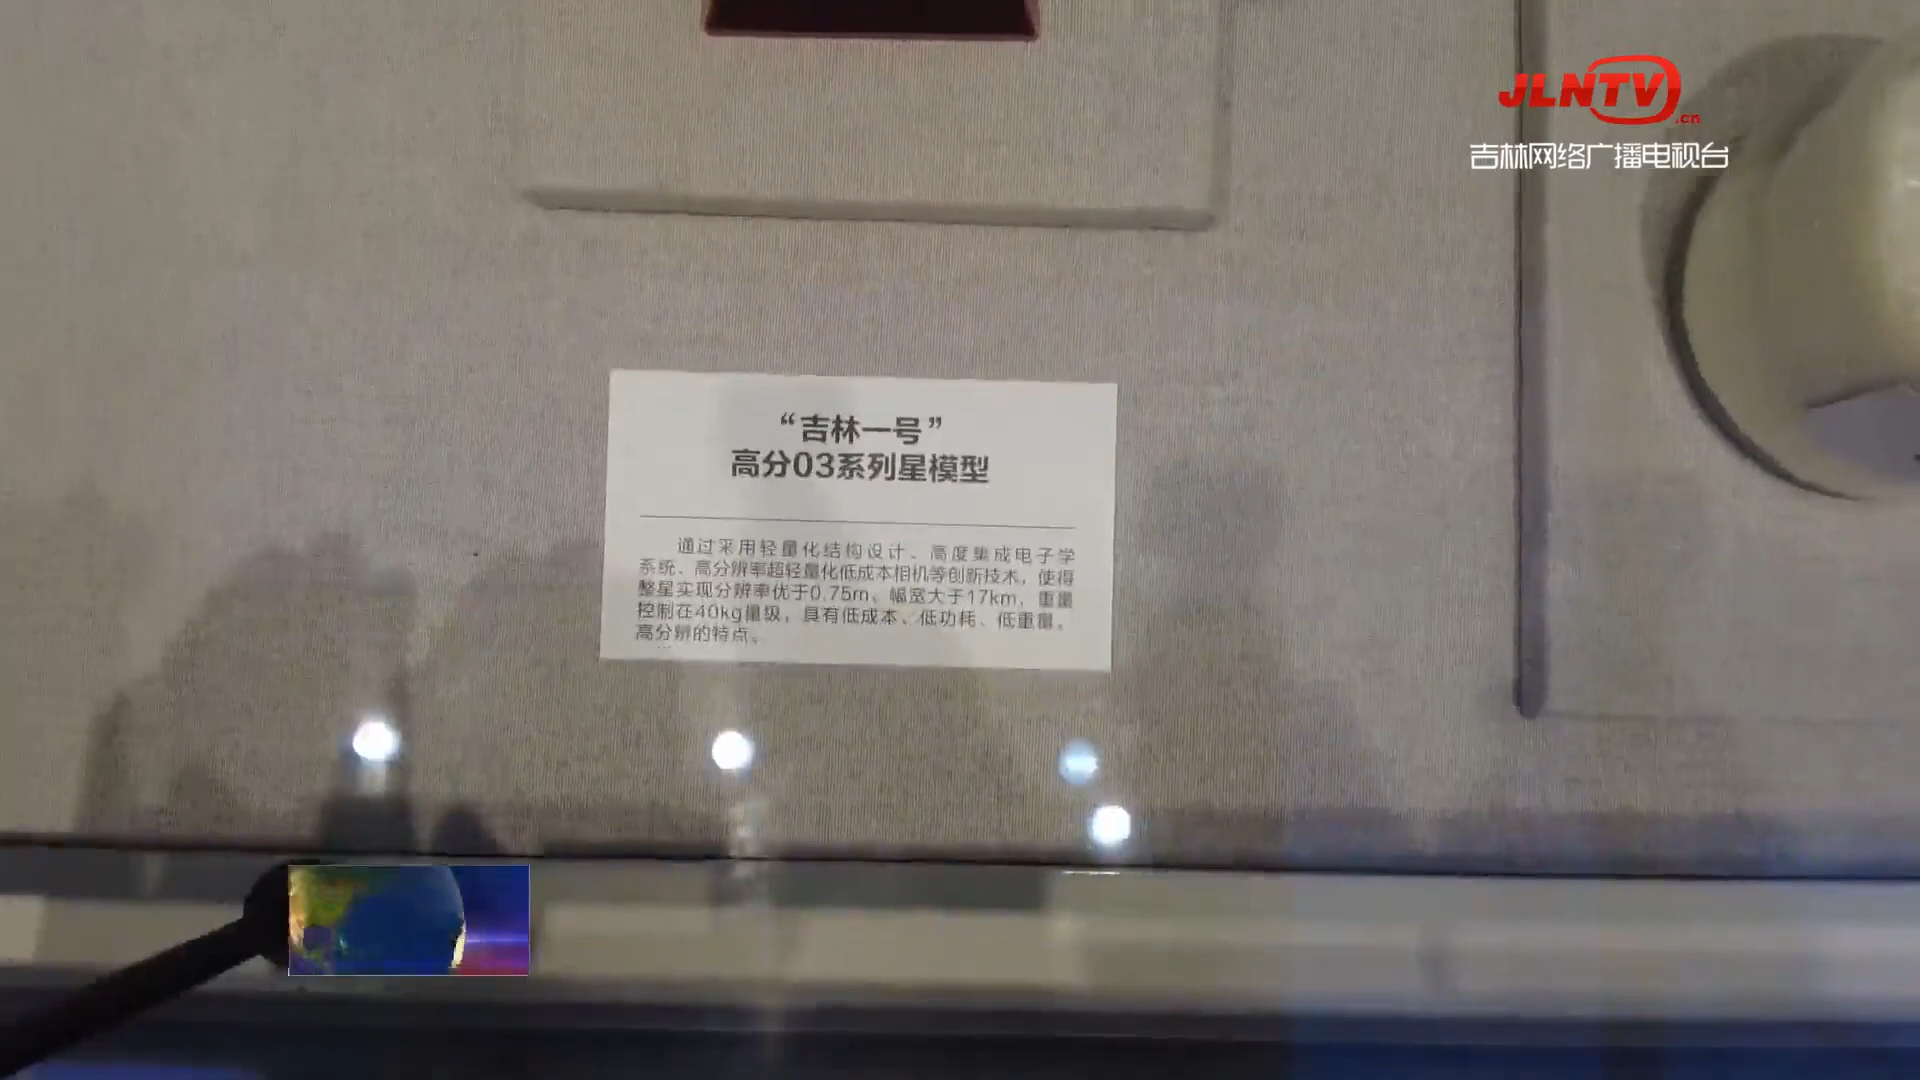 JLNTV.cn
吉林网络广播电视台
“吉林一号”
高分03系列星模型
通过采用轻量化结构设计、高度集成电子学
系统、高分辨率超轻量化低成本相机等创新技术，使得
整星实现分辨率优于0.75m、幅宽大于17km，重量
控制在40kg量级，具有低成本、低功耗、低重量、
高分辨的特点。